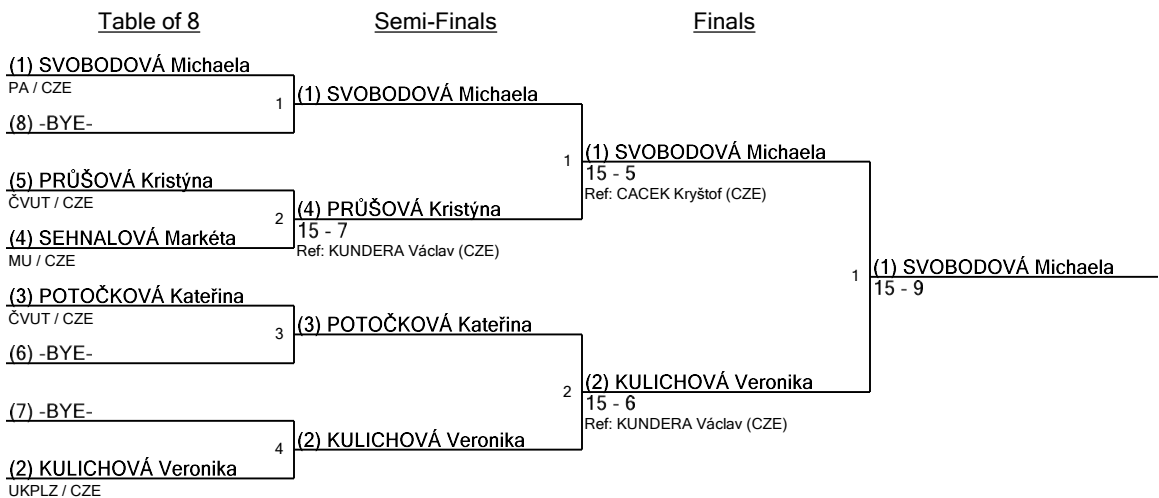 Table of 8
Semi-Finals
Finals
(1) SVOBODOVÁ Michaela
PA / CZE
1
(8) -BYE-
(1) SVOBODOVÁ Michaela
(5) PRŮŠOVÁ Kristýna
ČVUT / CZE
2
(4) SEHNALOVÁ Markéta
MU / CZE
(4) PRŮŠOVÁ Kristýna
15 - 7
Ref: KUNDERA Václav (CZE)
1
(1) SVOBODOVÁ Michaela
15 - 5
Ref: CACEK Kryštof (CZE)
(3) POTOČKOVÁ Kateřina
ČVUT / CZE
3
(6) -BYE-
(3) POTOČKOVÁ Kateřina
(7) -BYE-
4
(2) KULICHOVÁ Veronika
UKPLZ / CZE
(2) KULICHOVÁ Veronika
2
(2) KULICHOVÁ Veronika
15 - 6
Ref: KUNDERA Václav (CZE)
1
(1) SVOBODOVÁ Michaela
15 - 9